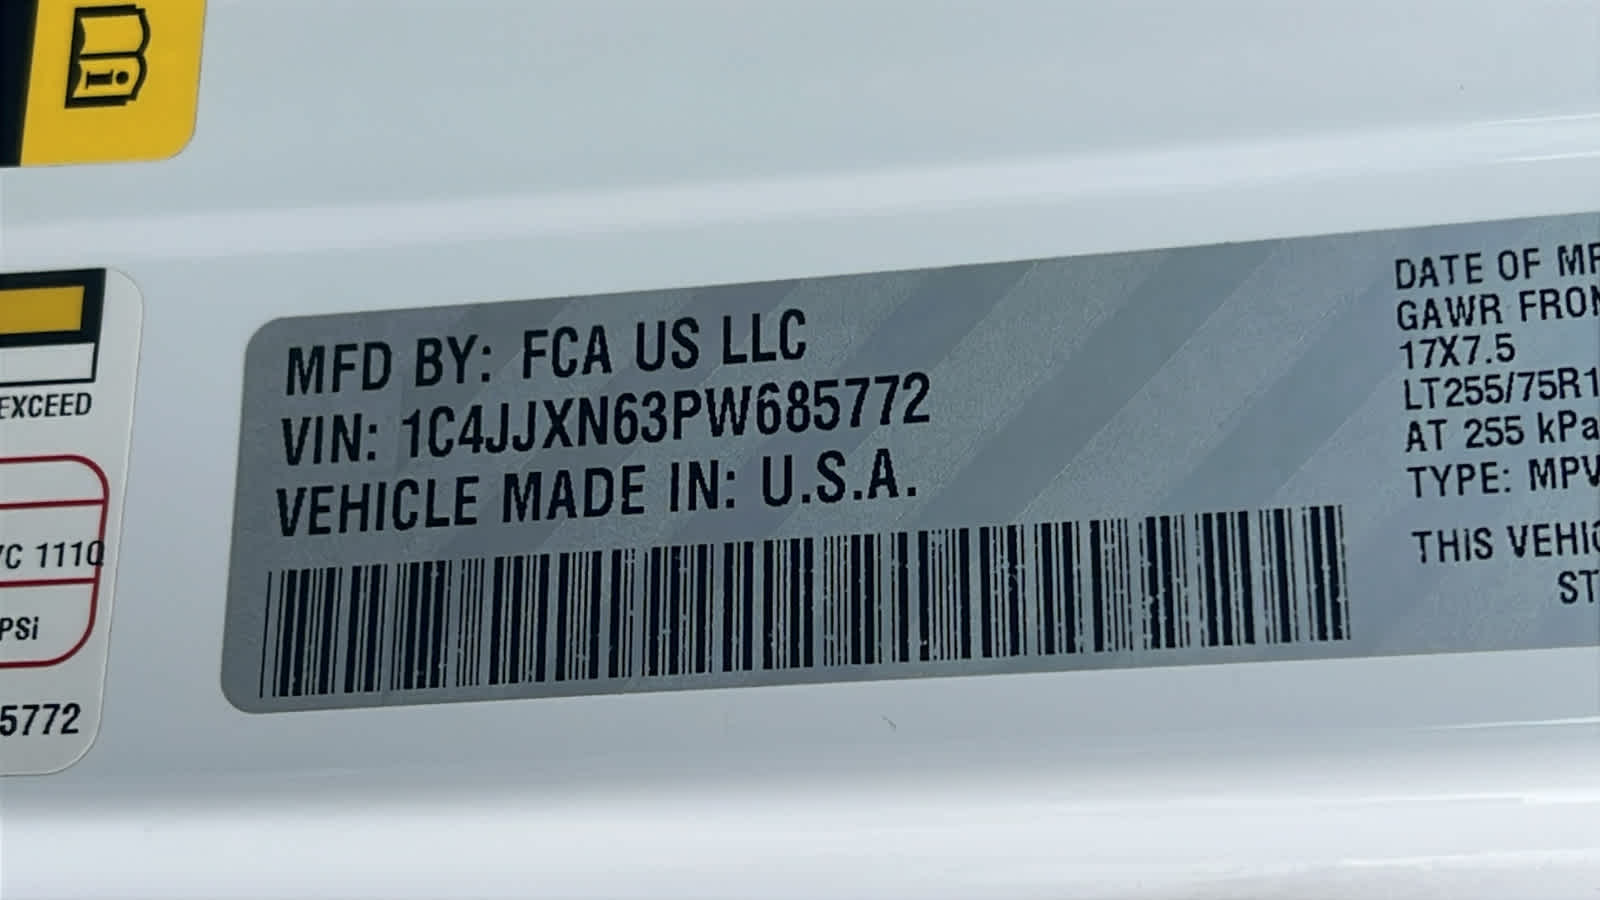 i
EXCEED
/C 111Q
PSi
5772
MFD BY: FCA US LLC
VIN: 1C4JJXN63PW685772
VEHICLE MADE IN: U.S.A.
DATE OF MF
GAWR FRON
17X7.5
LT255/75R1
AT 255 kPa
TYPE: MPV
THIS VEHIC
ST